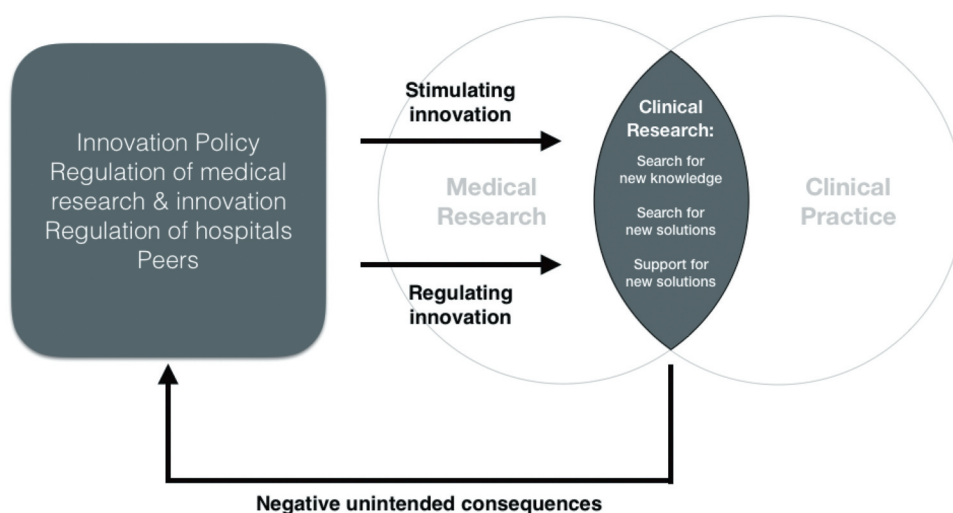 Innovation Policy
Regulation of medical
research & innovation
Regulation of hospitals
Peers
Stimulating
innovation
Regulating
innovation
Medical
Research
Clinical
Research:
Search for
new knowledge
Search for
new solutions
Support for
new solutions
Clinical
Practice
Negative unintended consequences